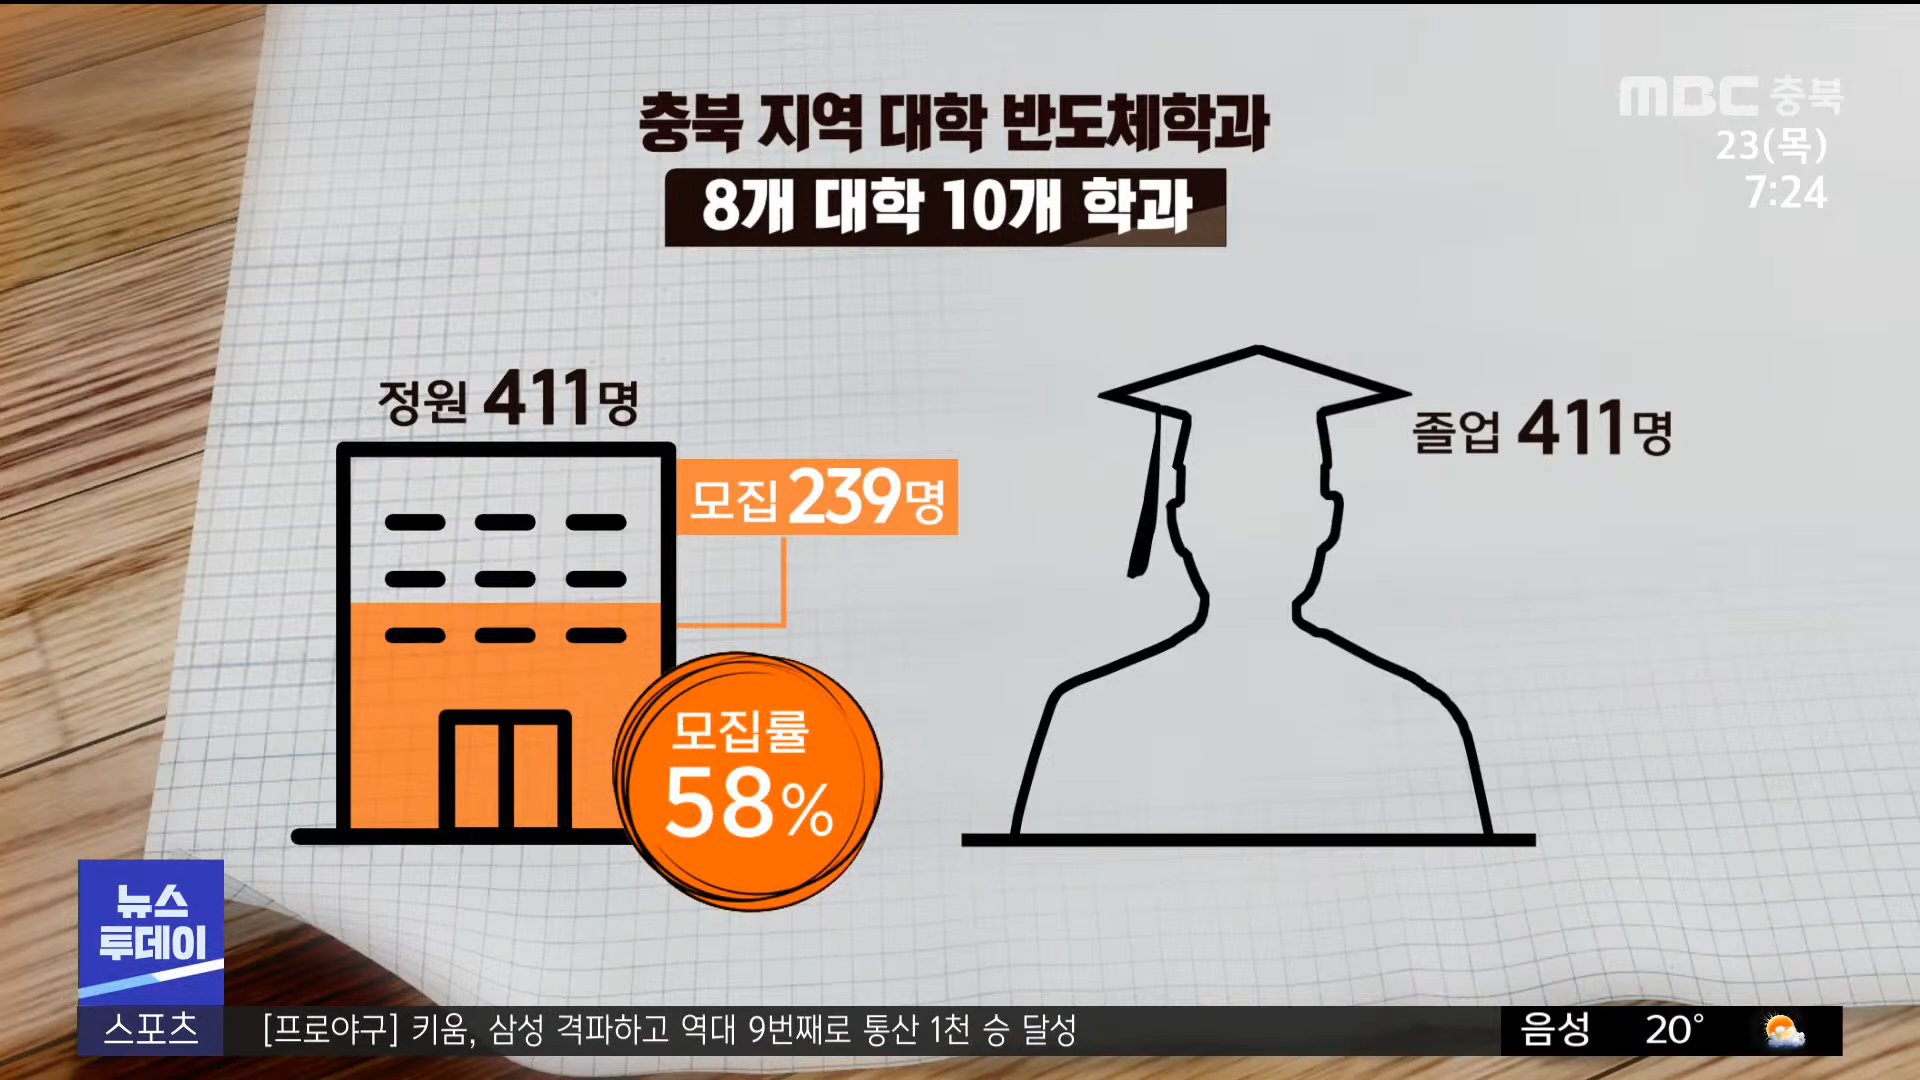 충북 지역 대학 반도체학과
8개 대학 10개 학과
MBC 충북
23(목)
7:24
정원 411명
모집 239명
모집률
58%
졸업 411명
뉴스
투데이
스포츠
[프로야구] 키움, 삼성 격파하고 역대 9번째로 통산 1천 승 달성
음성 20°